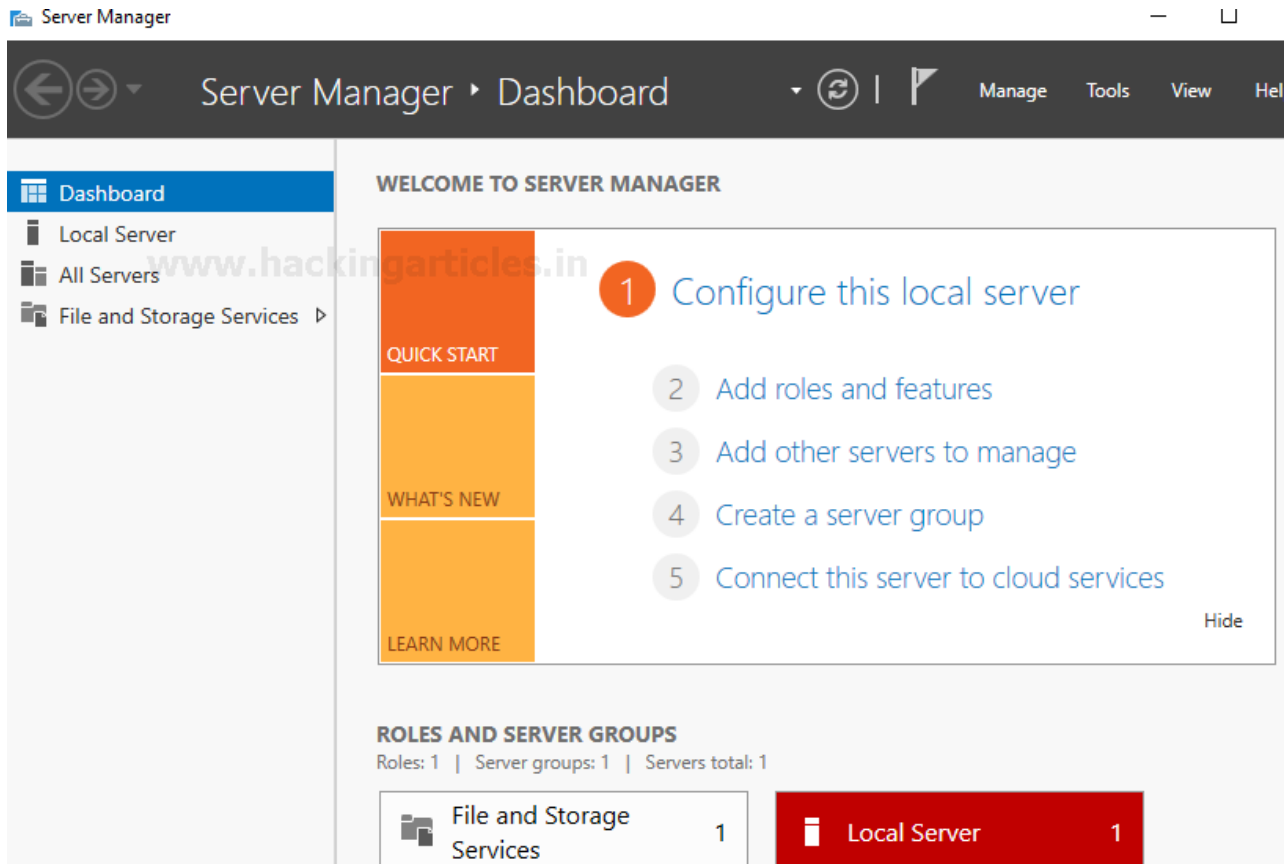 Server Manager
Server Manager ‣ Dashboard
Manage Tools View Hel
Dashboard
Local Server
All Servers
File and Storage Services
www.hackingarticles.in
WELCOME TO SERVER MANAGER
QUICK START
WHAT'S NEW
LEARN MORE
1 Configure this local server
2 Add roles and features
3 Add other servers to manage
4 Create a server group
5 Connect this server to cloud services
Hide
ROLES AND SERVER GROUPS
Roles: 1 | Server groups: 1 | Servers total: 1
File and Storage
Services 1
Local Server 1